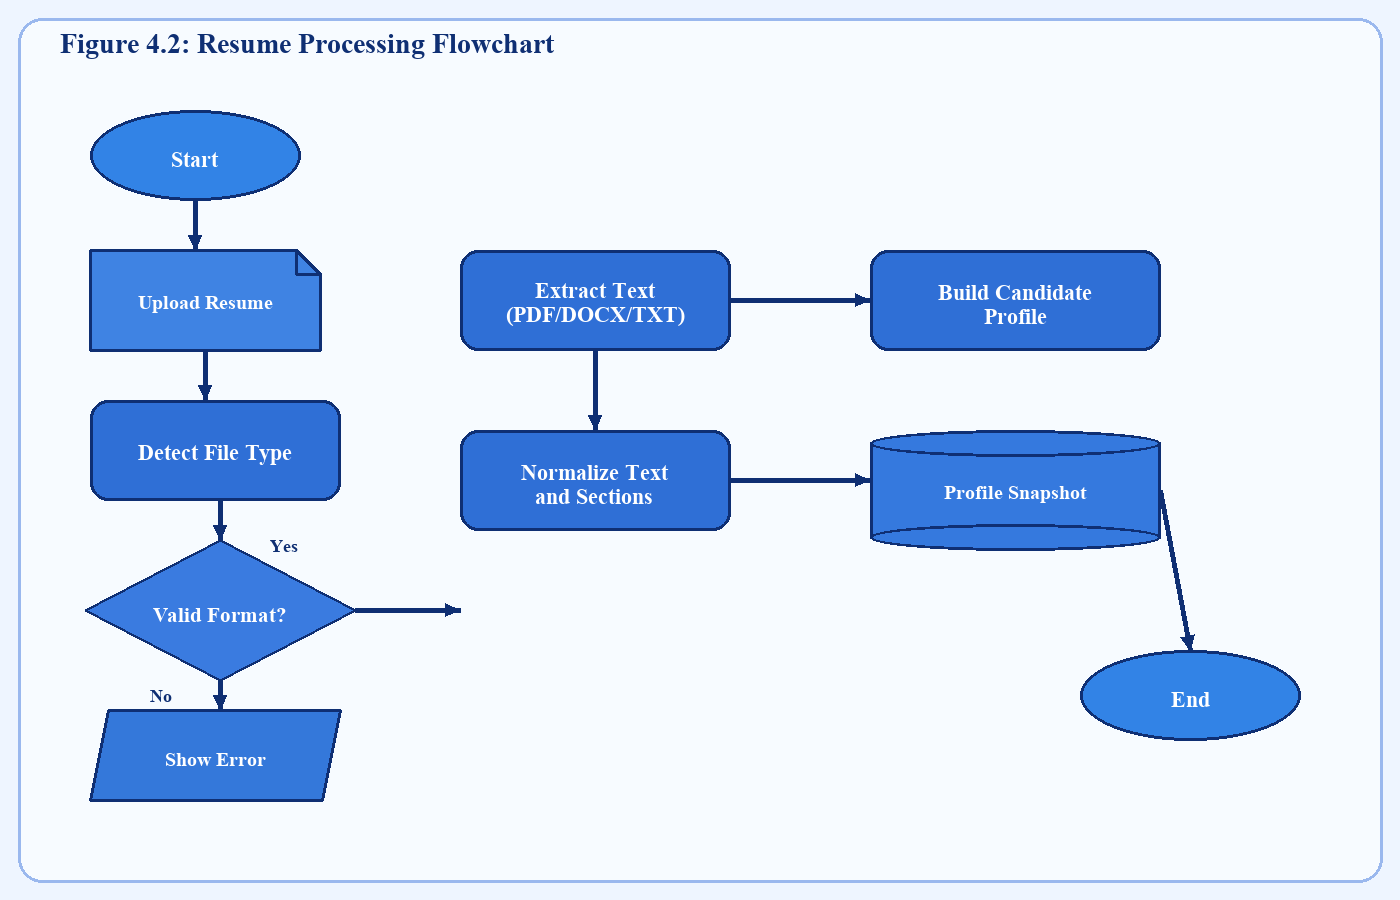 Figure 4.2: Resume Processing Flowchart
Start
Upload Resume
Detect File Type
Yes
Valid Format?
No
Show Error
Extract Text
(PDF/DOCX/TXT)
Normalize Text
and Sections
Build Candidate
Profile
Profile Snapshot
End